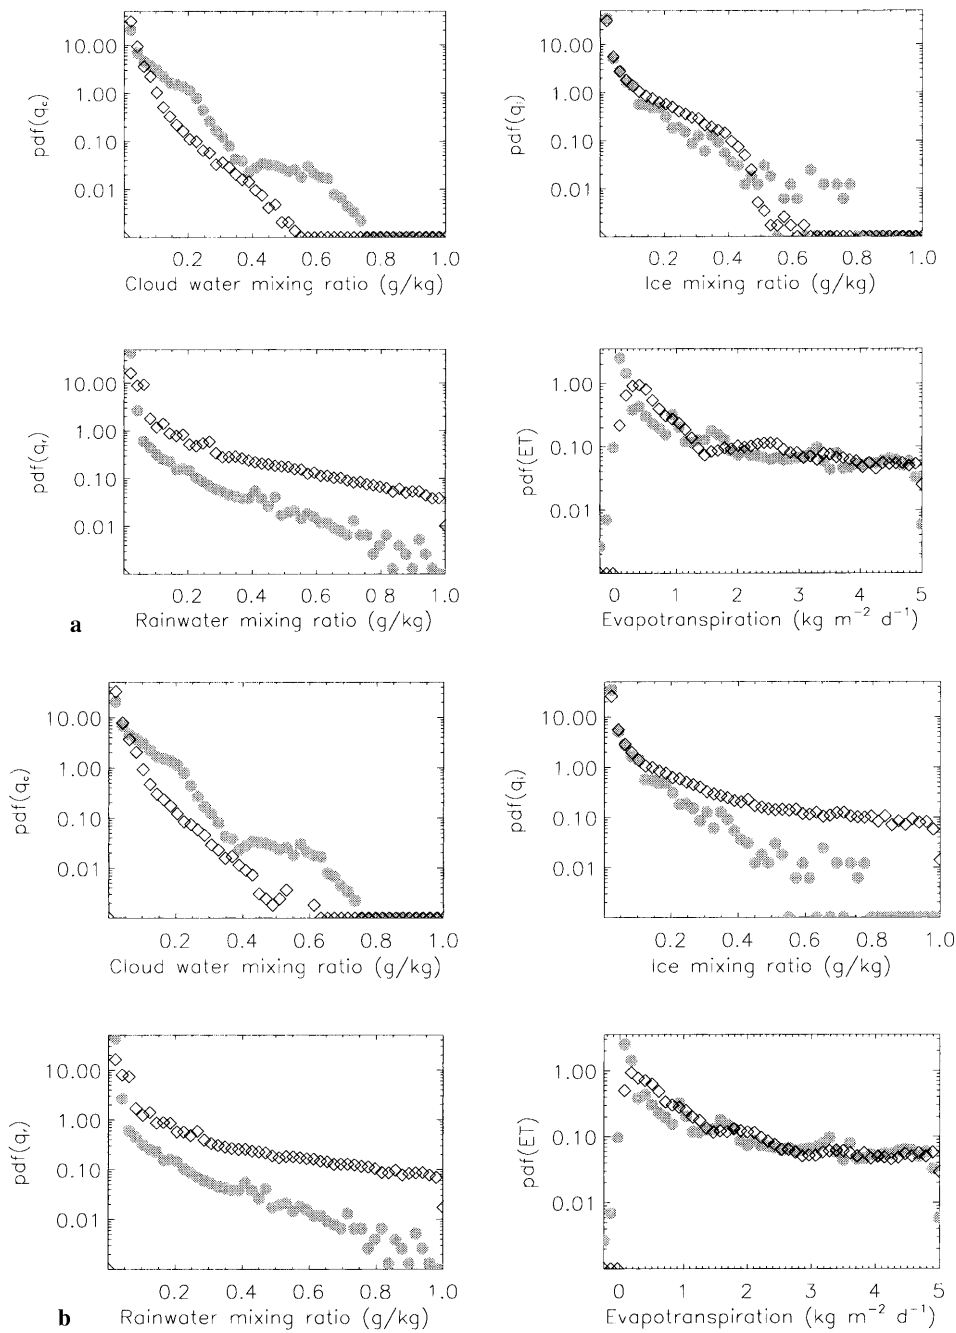 10.00
1.00
0.10
0.01
pdf(q_c)
0.2 0.4 0.6 0.8 1.0
Cloud water mixing ratio (g/kg)
10.00
1.00
0.10
0.01
pdf(q_i)
0.2 0.4 0.6 0.8 1.0
Ice mixing ratio (g/kg)
10.00
1.00
0.10
0.01
pdf(q_r)
0.2 0.4 0.6 0.8 1.0
Rainwater mixing ratio (g/kg)
1.00
0.10
0.01
pdf(ET)
0 1 2 3 4 5
Evapotranspiration (kg m⁻² d⁻¹)
a
10.00
1.00
0.10
0.01
pdf(q_c)
0.2 0.4 0.6 0.8 1.0
Cloud water mixing ratio (g/kg)
10.00
1.00
0.10
0.01
pdf(q_i)
0.2 0.4 0.6 0.8 1.0
Ice mixing ratio (g/kg)
10.00
1.00
0.10
0.01
pdf(q_r)
0.2 0.4 0.6 0.8 1.0
Rainwater mixing ratio (g/kg)
1.00
0.10
0.01
pdf(ET)
0 1 2 3 4 5
Evapotranspiration (kg m⁻² d⁻¹)
b